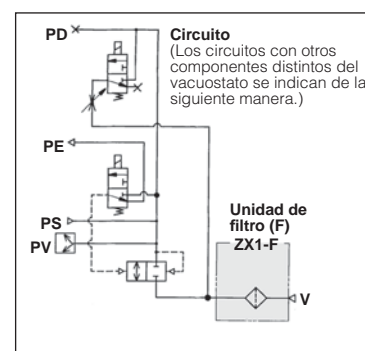 PD
Circuito
(Los circuitos con otros
componentes distintos del
vacuostato se indican de la
siguiente manera.)
PE
PS
PV
Unidad de
filtro (F)
ZX1-F
V